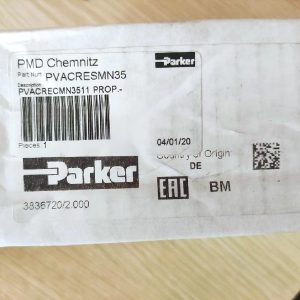 PMD Chemnitz
Part Num PVACRESMN35
Description
PVACRECMN3511 PROP.-
Parker
Pieces 1
04/01/20
Country of Origin
DE
Parker
EAC BM
3836720/2.000